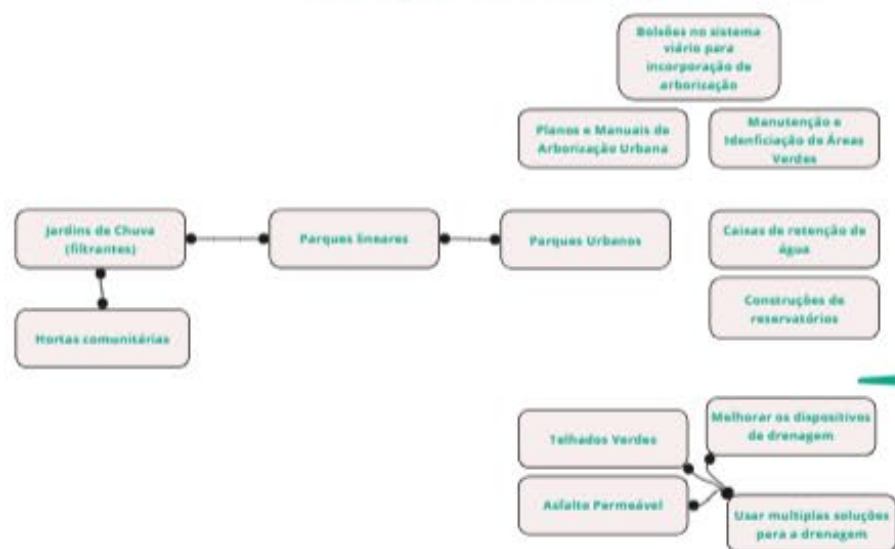 Bolsões no sistema
viário para
incorporação de
arborização
Planos e Manuais de
Arborização Urbana
Manutenção e
Idenficiação de Áreas
Verdes
Jardins de Chuva
(filtrantes)
Parques lineares
Parques Urbanos
Caixas de retenção de
água
Construções de
reservatórios
Hortas comunitárias
Telhados Verdes
Melhorar os dispositivos
de drenagem
Asfalto Permeável
Usar multiplas soluções
para a drenagem